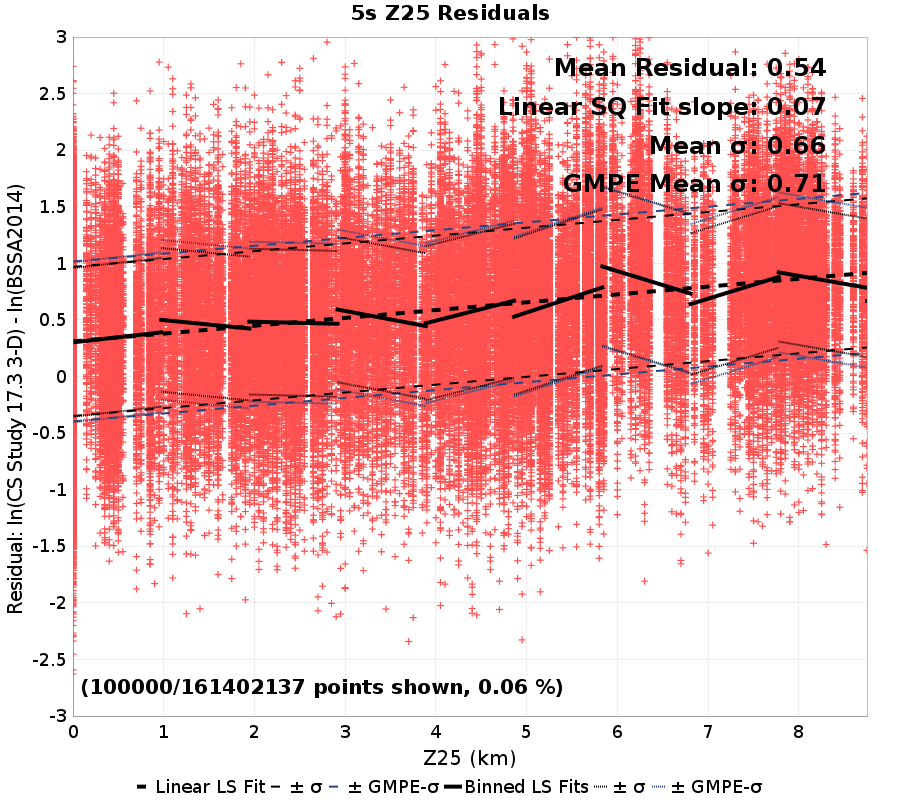 5s Z25 Residuals
Mean Residual: 0.54
Linear SQ Fit slope: 0.07
Mean σ: 0.66
GMPE Mean σ: 0.71
Residual: ln(CS Study 17.3 3-D) - ln(BSSA2014)
3
2.5
2
1.5
1
0.5
0
-0.5
-1
-1.5
-2
-2.5
-3
(100000/161402137 points shown, 0.06 %)
0 1 2 3 4 5 6 7 8
Z25 (km)
Linear LS Fit ± σ ± GMPE-σ Binned LS Fits ± σ ± GMPE-σ